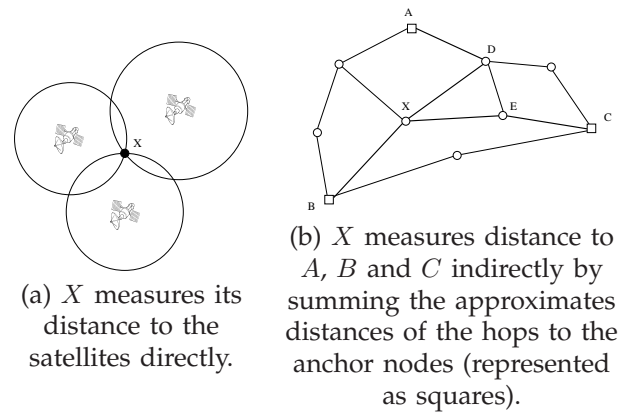 X
(a) X measures its
distance to the
satellites directly.
A
D
X
E
C
B
(b) X measures distance to
A, B and C indirectly by
summing the approximates
distances of the hops to the
anchor nodes (represented
as squares).